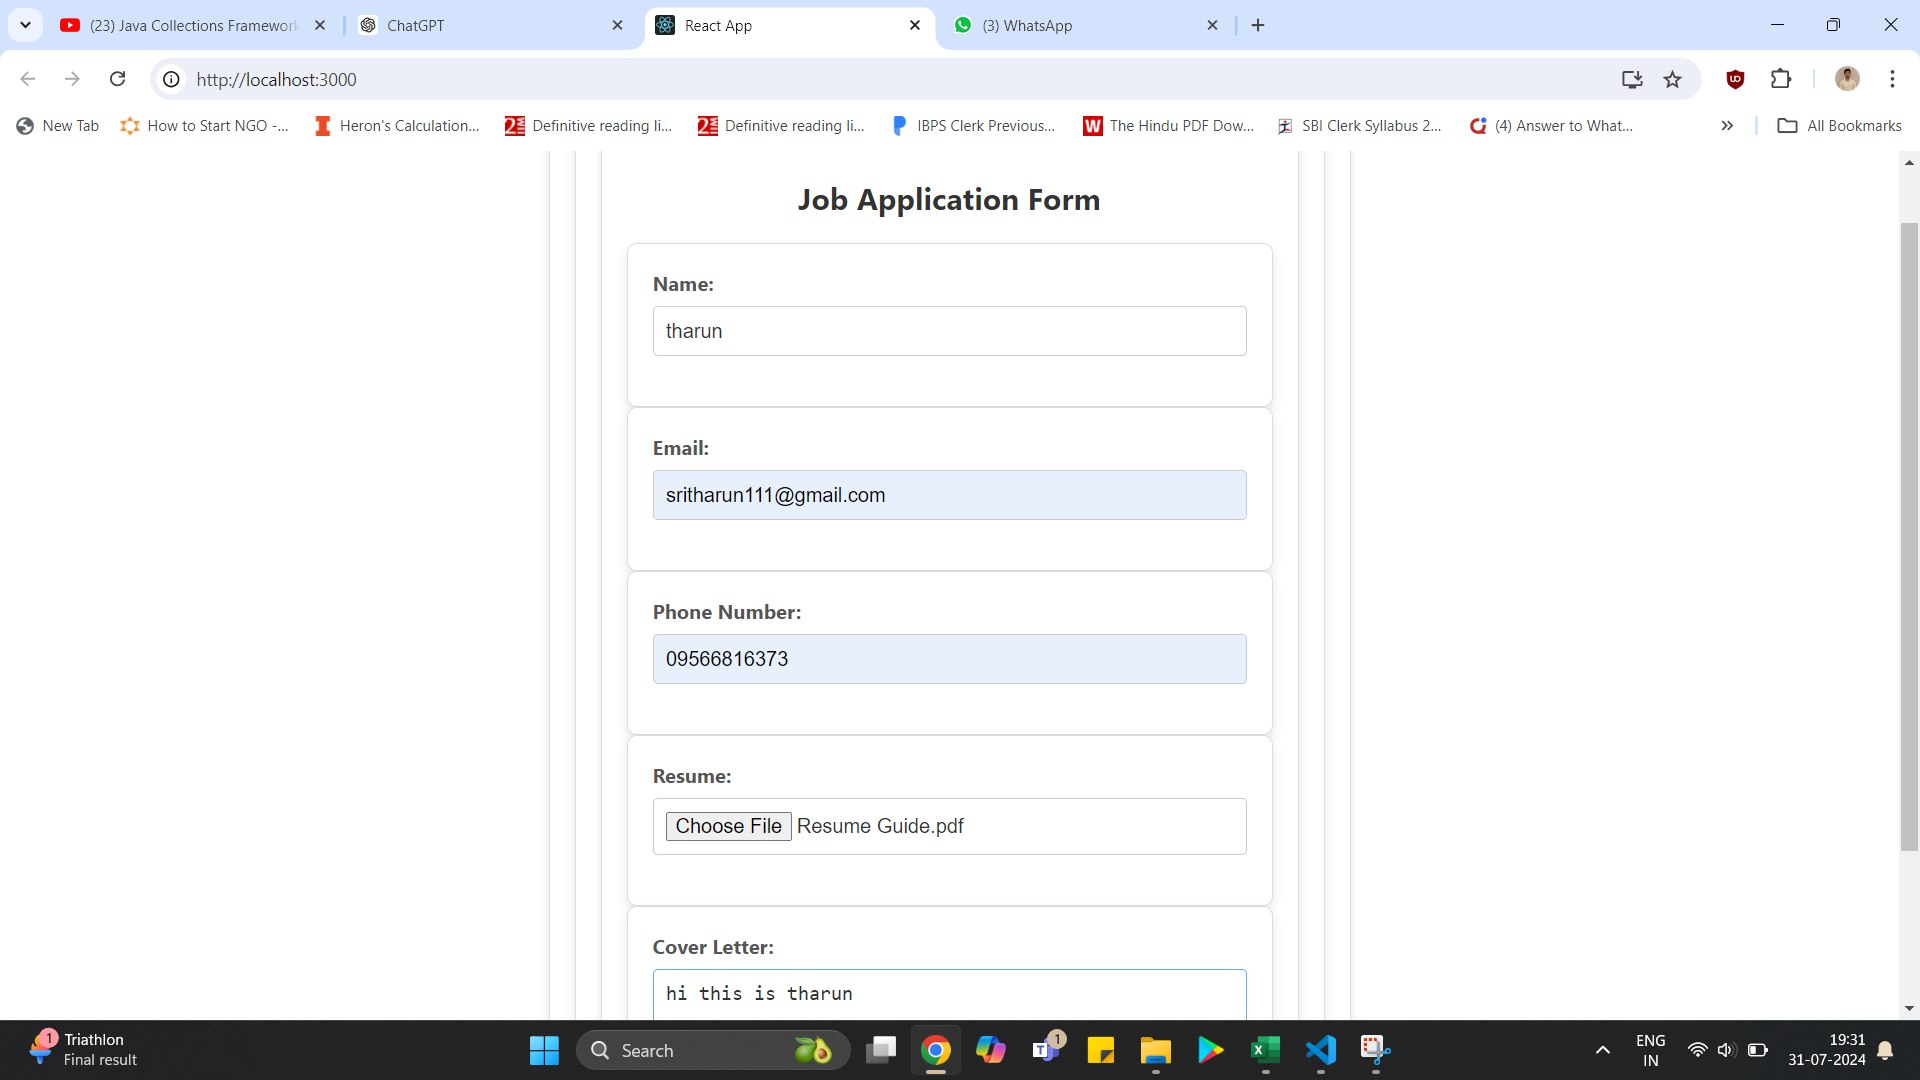 (23) Java Collections Framework
ChatGPT
React App
(3) WhatsApp
http://localhost:3000
New Tab
How to Start NGO -...
Heron's Calculation...
Definitive reading li...
Definitive reading li...
IBPS Clerk Previous...
The Hindu PDF Dow...
SBI Clerk Syllabus 2...
(4) Answer to What...
All Bookmarks
Job Application Form
Name:
tharun
Email:
sritharun111@gmail.com
Phone Number:
09566816373
Resume:
Choose File Resume Guide.pdf
Cover Letter:
hi this is tharun
1
Triathlon
Final result
Search
1
ENG
IN
19:31
31-07-2024